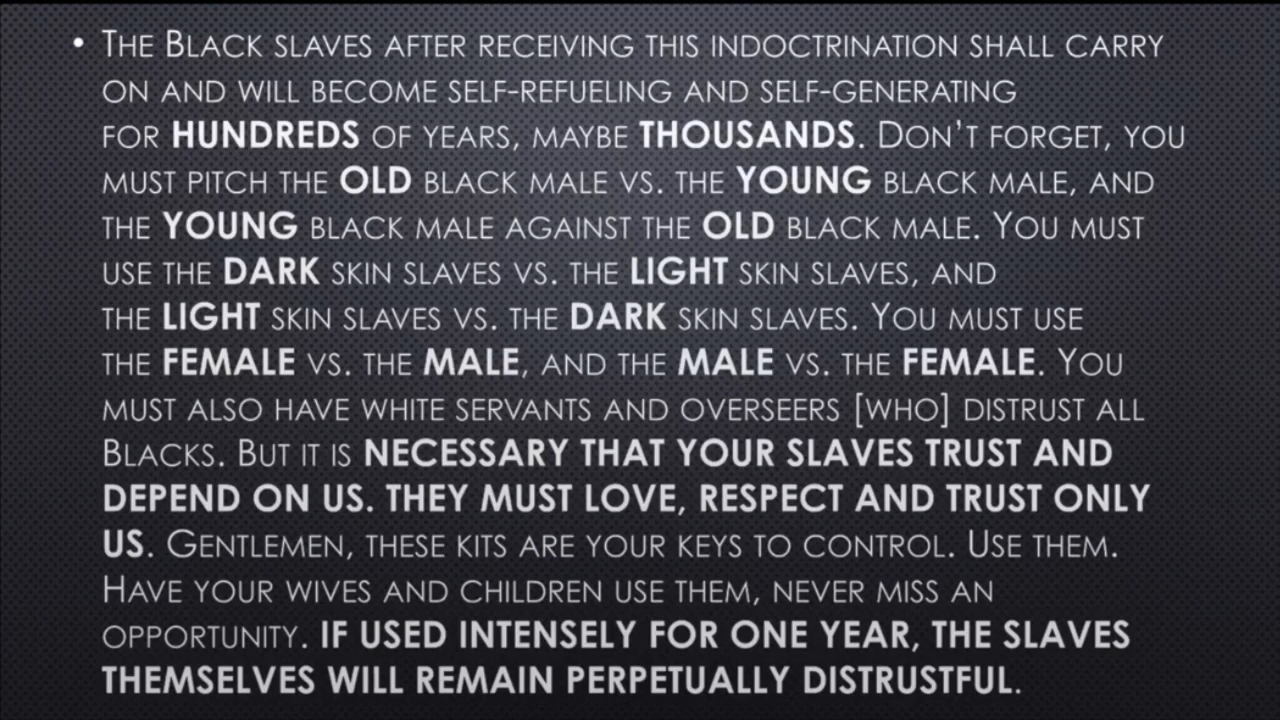 • The Black slaves after receiving this indoctrination shall carry
on and will become self-refueling and self-generating
for HUNDREDS of years, maybe THOUSANDS. Don't forget, you
must pitch the OLD black male vs. the YOUNG black male, and
the YOUNG black male against the OLD black male. You must
use the DARK skin slaves vs. the LIGHT skin slaves, and
the LIGHT skin slaves vs. the DARK skin slaves. You must use
the FEMALE vs. the MALE, and the MALE vs. the FEMALE. You
must also have white servants and overseers [who] distrust all
Blacks. But it is NECESSARY THAT YOUR SLAVES TRUST AND
DEPEND ON US. THEY MUST LOVE, RESPECT AND TRUST ONLY
US. Gentlemen, these kits are your keys to control. Use them.
Have your wives and children use them, never miss an
opportunity. IF USED INTENSELY FOR ONE YEAR, THE SLAVES
THEMSELVES WILL REMAIN PERPETUALLY DISTRUSTFUL.